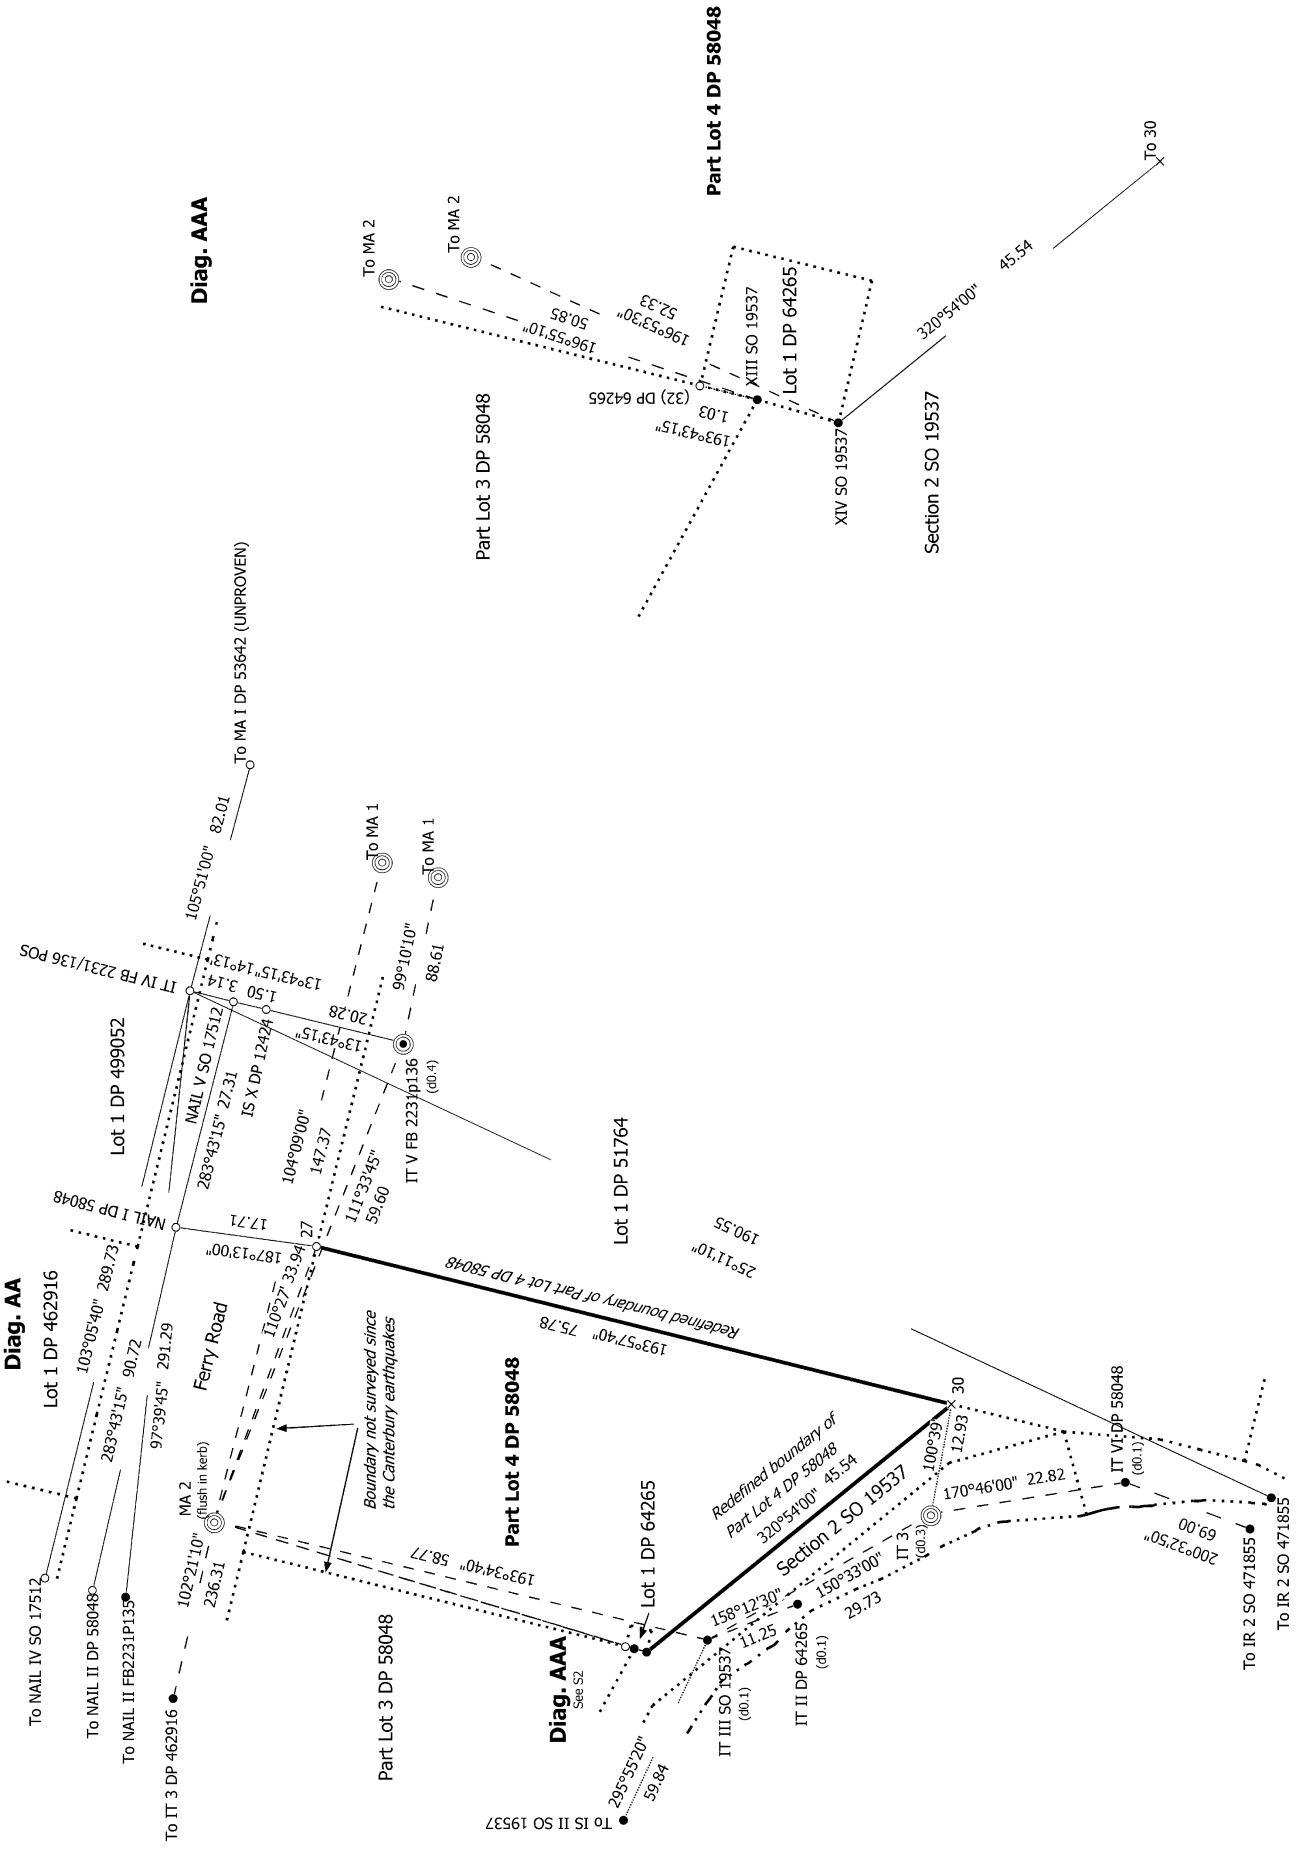 Diag. AA
Lot 1 DP 462916
Lot 1 DP 499052
To NAIL IV SO 17512
103°05'40" 289.73
To NAIL II DP 58048
283°43'15" 90.72
To NAIL II FB2231P135
97°39'45" 291.29
To IT 3 DP 462916
102°21'10"
236.31
MA 2
(flush in kerb)
Ferry Road
NAIL I DP 58048
IT IV FB 2231/136 POS
105°51'00" 82.01
To MA I DP 53642 (UNPROVEN)
NAIL V SO 17512
283°43'15" 27.31
IS X DP 12424
14°13'
3.14
13°43'15"
1.50
13°43'15"
20.28
187°13'00"
17.71
27
110°27' 33.94
104°09'00"
147.37
To MA 1
111°33'45"
59.60
IT V FB 2231p136
(d0.4)
99°10'10"
88.61
To MA 1
Boundary not surveyed since
the Canterbury earthquakes
Part Lot 3 DP 58048
Part Lot 4 DP 58048
Lot 1 DP 51764
193°34'40" 58.77
Redefined boundary of Part Lot 4 DP 58048
193°57'40" 75.78
25°11'10"
190.55
Diag. AAA
See S2
Lot 1 DP 64265
Redefined boundary of
Part Lot 4 DP 58048
320°54'00" 45.54
Section 2 SO 19537
To IS II SO 19537
295°55'20"
59.84
IT III SO 19537
(d0.1)
158°12'30"
11.25
IT II DP 64265
(d0.1)
150°33'00"
29.73
IT 3
(d0.3)
100°39'
12.93
30
170°46'00" 22.82
IT VI DP 58048
(d0.1)
200°32'50"
69.00
To IR 2 SO 471855
To IR 2 SO 471855
Diag. AAA
To MA 2
To MA 2
Part Lot 4 DP 58048
Part Lot 3 DP 58048
196°55'10"
50.85
196°53'30"
52.33
(32) DP 64265
193°43'15"
1.03
XIII SO 19537
Lot 1 DP 64265
XIV SO 19537
Section 2 SO 19537
320°54'00" 45.54
To 30